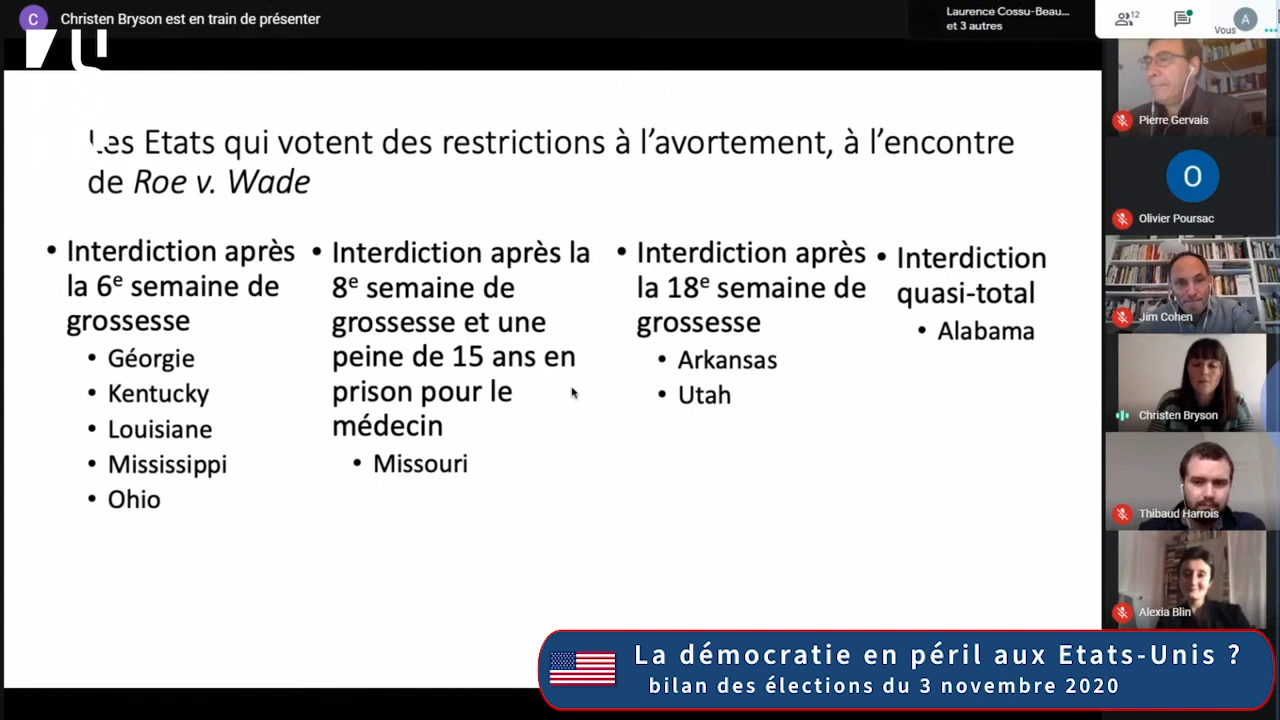 C Christen Bryson est en train de présenter
Laurence Cossu-Beau...
et 3 autres
12
Vous
A
Les Etats qui votent des restrictions à l'avortement, à l'encontre
de Roe v. Wade
• Interdiction après
la 6e semaine de
grossesse
• Géorgie
• Kentucky
• Louisiane
• Mississippi
• Ohio
• Interdiction après la
8e semaine de
grossesse et une
peine de 15 ans en
prison pour le
médecin
• Missouri
• Interdiction après
la 18e semaine de
grossesse
• Arkansas
• Utah
• Interdiction
quasi-total
• Alabama
Pierre Gervais
O
Olivier Poursac
Jim Cohen
Christen Bryson
Thibaud Harrois
Alexia Blin
La démocratie en péril aux Etats-Unis ?
bilan des élections du 3 novembre 2020